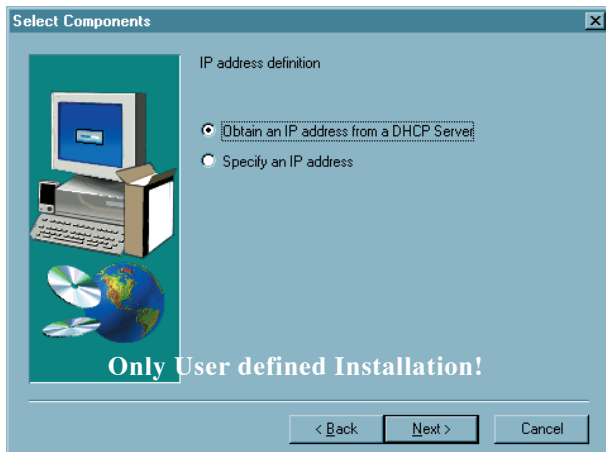 Select Components
IP address definition
Obtain an IP address from a DHCP Server
Specify an IP address
Only User defined Installation!
< Back
Next >
Cancel